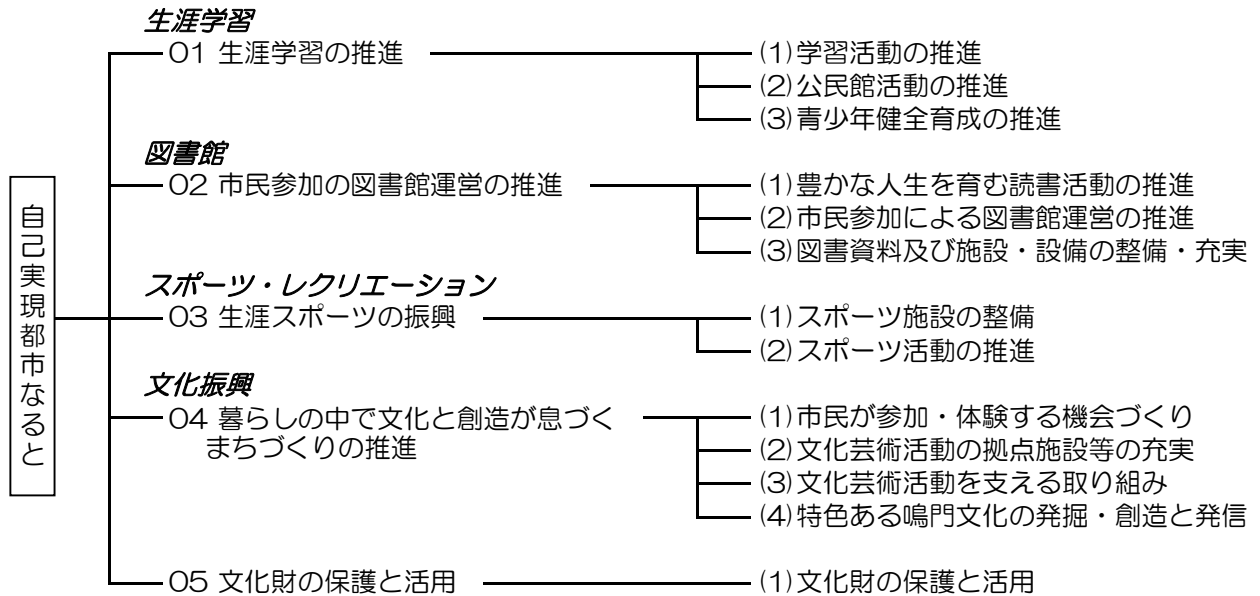 自己実現都市なると
生涯学習
01 生涯学習の推進
(1)学習活動の推進
(2)公民館活動の推進
(3)青少年健全育成の推進
図書館
02 市民参加の図書館運営の推進
(1)豊かな人生を育む読書活動の推進
(2)市民参加による図書館運営の推進
(3)図書資料及び施設・設備の整備・充実
スポーツ・レクリエーション
03 生涯スポーツの振興
(1)スポーツ施設の整備
(2)スポーツ活動の推進
文化振興
04 暮らしの中で文化と創造が息づく
まちづくりの推進
(1)市民が参加・体験する機会づくり
(2)文化芸術活動の拠点施設等の充実
(3)文化芸術活動を支える取り組み
(4)特色ある鳴門文化の発掘・創造と発信
05 文化財の保護と活用
(1)文化財の保護と活用